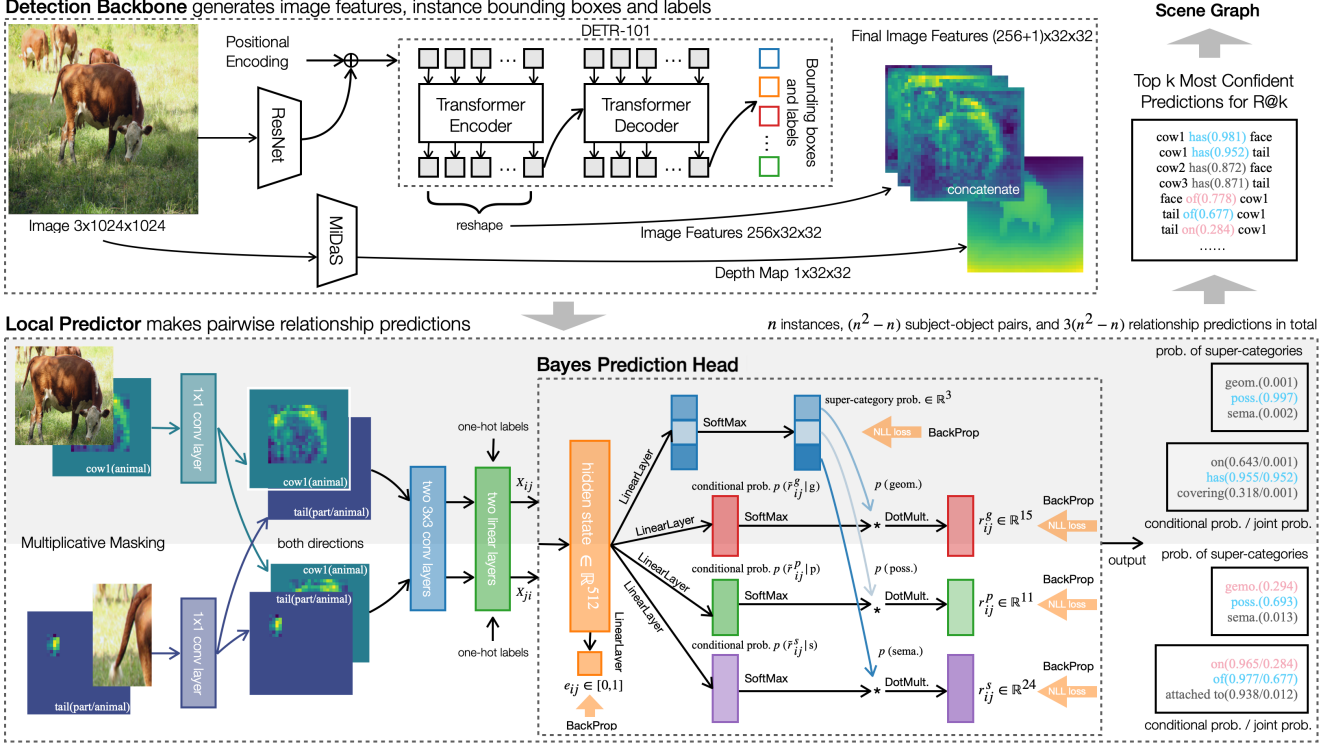 Detection Backbone generates image features, instance bounding boxes and labels
Positional
Encoding
ResNet
DETR-101
Transformer
Encoder
Transformer
Decoder
Bounding boxes
and labels
reshape
Image 3x1024x1024
MiDaS
Image Features 256x32x32
Depth Map 1x32x32
Final Image Features (256+1)x32x32
concatenate
Scene Graph
Top k Most Confident
Predictions for R@k
cow1 has(0.981) face
cow1 has(0.952) tail
cow2 has(0.872) face
cow3 has(0.871) tail
face of(0.778) cow1
tail of(0.677) cow1
tail on(0.284) cow1
......
Local Predictor makes pairwise relationship predictions
n instances, (n² − n) subject-object pairs, and 3(n² − n) relationship predictions in total
cow1(animal)
1x1 conv layer
cow1(animal)
tail(part/animal)
Multiplicative Masking
both directions
cow1(animal)
tail(part/animal)
tail(part/animal)
1x1 conv layer
two 3x3 conv layers
one-hot labels
two linear layers
one-hot labels
X_ij
X_ji
Bayes Prediction Head
hidden state ∈ ℝ^512
LinearLayer
e_ij ∈ [0,1]
BackProp
LinearLayer
SoftMax
super-category prob. ∈ ℝ^3
NLL loss
BackProp
LinearLayer
conditional prob. p (r̃^g_ij | g)
SoftMax
p (geom.)
* DotMult.
r^g_ij ∈ ℝ^15
BackProp
NLL loss
LinearLayer
conditional prob. p (r̃^p_ij | p)
SoftMax
p (poss.)
* DotMult.
r^p_ij ∈ ℝ^11
BackProp
NLL loss
LinearLayer
conditional prob. p (r̃^s_ij | s)
SoftMax
p (sema.)
* DotMult.
r^s_ij ∈ ℝ^24
BackProp
NLL loss
output
prob. of super-categories
geom.(0.001)
poss.(0.997)
sema.(0.002)
on(0.643/0.001)
has(0.955/0.952)
covering(0.318/0.001)
conditional prob. / joint prob.
prob. of super-categories
gemo.(0.294)
poss.(0.693)
sema.(0.013)
on(0.965/0.284)
of(0.977/0.677)
attached to(0.938/0.012)
conditional prob. / joint prob.